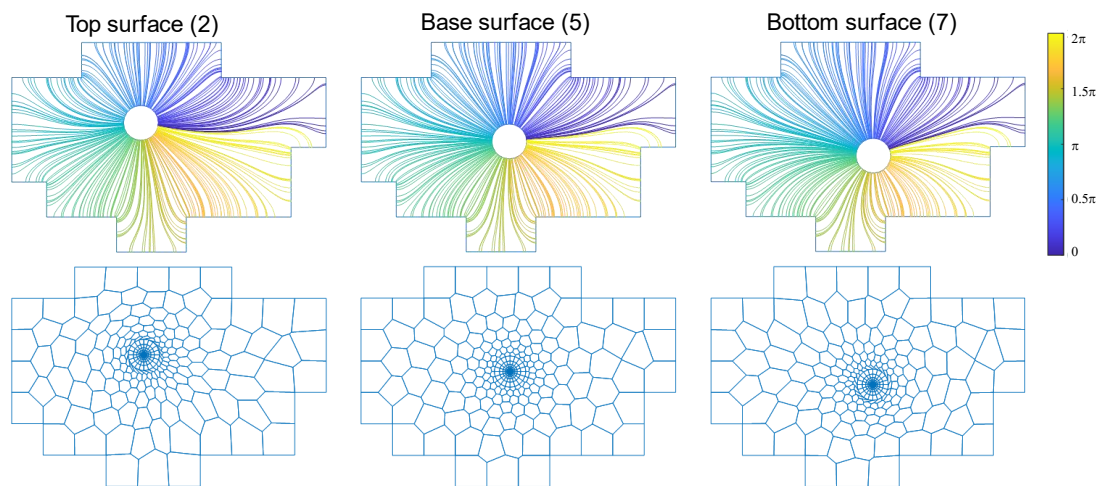 Top surface (2)
Base surface (5)
Bottom surface (7)
2π
1.5π
π
0.5π
0